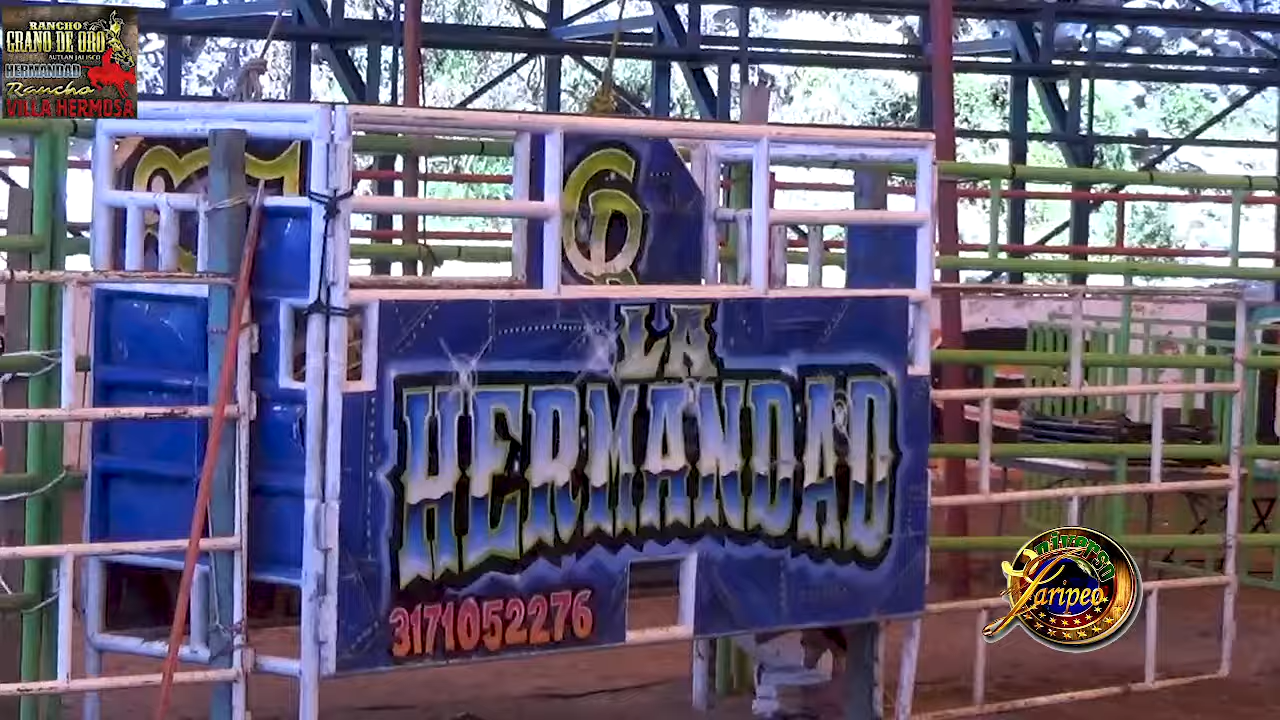 RANCHO
GRANO DE ORO
AUTLAN JALISCO
HERMANDAD
Rancho
VILLA HERMOSA
LA
HERMANDAD
3171052276
Universo
Jaripeo